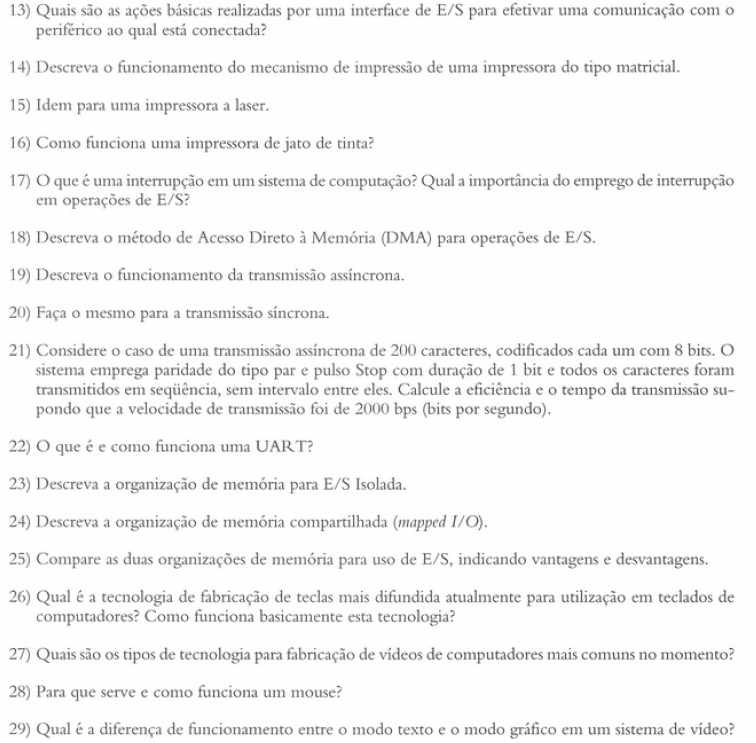 13) Quais são as ações básicas realizadas por uma interface de E/S para efetivar uma comunicação com o
periférico ao qual está conectada?
14) Descreva o funcionamento do mecanismo de impressão de uma impressora do tipo matricial.
15) Idem para uma impressora a laser.
16) Como funciona uma impressora de jato de tinta?
17) O que é uma interrupção em um sistema de computação? Qual a importância do emprego de interrupção
em operações de E/S?
18) Descreva o método de Acesso Direto à Memória (DMA) para operações de E/S.
19) Descreva o funcionamento da transmissão assíncrona.
20) Faça o mesmo para a transmissão síncrona.
21) Considere o caso de uma transmissão assíncrona de 200 caracteres, codificados cada um com 8 bits. O
sistema emprega paridade do tipo par e pulso Stop com duração de 1 bit e todos os caracteres foram
transmitidos em seqüência, sem intervalo entre eles. Calcule a eficiência e o tempo da transmissão su-
pondo que a velocidade de transmissão foi de 2000 bps (bits por segundo).
22) O que é e como funciona uma UART?
23) Descreva a organização de memória para E/S Isolada.
24) Descreva a organização de memória compartilhada (mapped I/O).
25) Compare as duas organizações de memória para uso de E/S, indicando vantagens e desvantagens.
26) Qual é a tecnologia de fabricação de teclas mais difundida atualmente para utilização em teclados de
computadores? Como funciona basicamente esta tecnologia?
27) Quais são os tipos de tecnologia para fabricação de vídeos de computadores mais comuns no momento?
28) Para que serve e como funciona um mouse?
29) Qual é a diferença de funcionamento entre o modo texto e o modo gráfico em um sistema de vídeo?